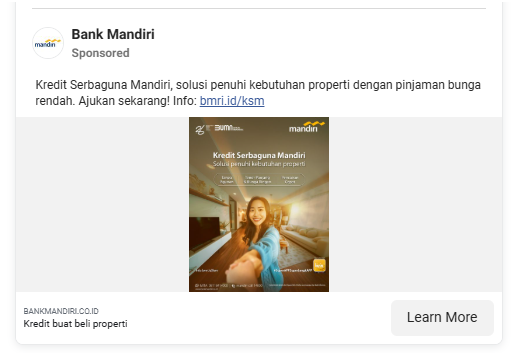 Bank Mandiri
mandiri
Sponsored
Kredit Serbaguna Mandiri, solusi penuhi kebutuhan properti dengan pinjaman bunga
rendah. Ajukan sekarang! Info: bmri.id/ksm
BUMN
mandiri
Kredit Serbaguna Mandiri
Solusi penuhi kebutuhan properti
BANKMANDIRI.CO.ID
Kredit buat beli properti
Learn More